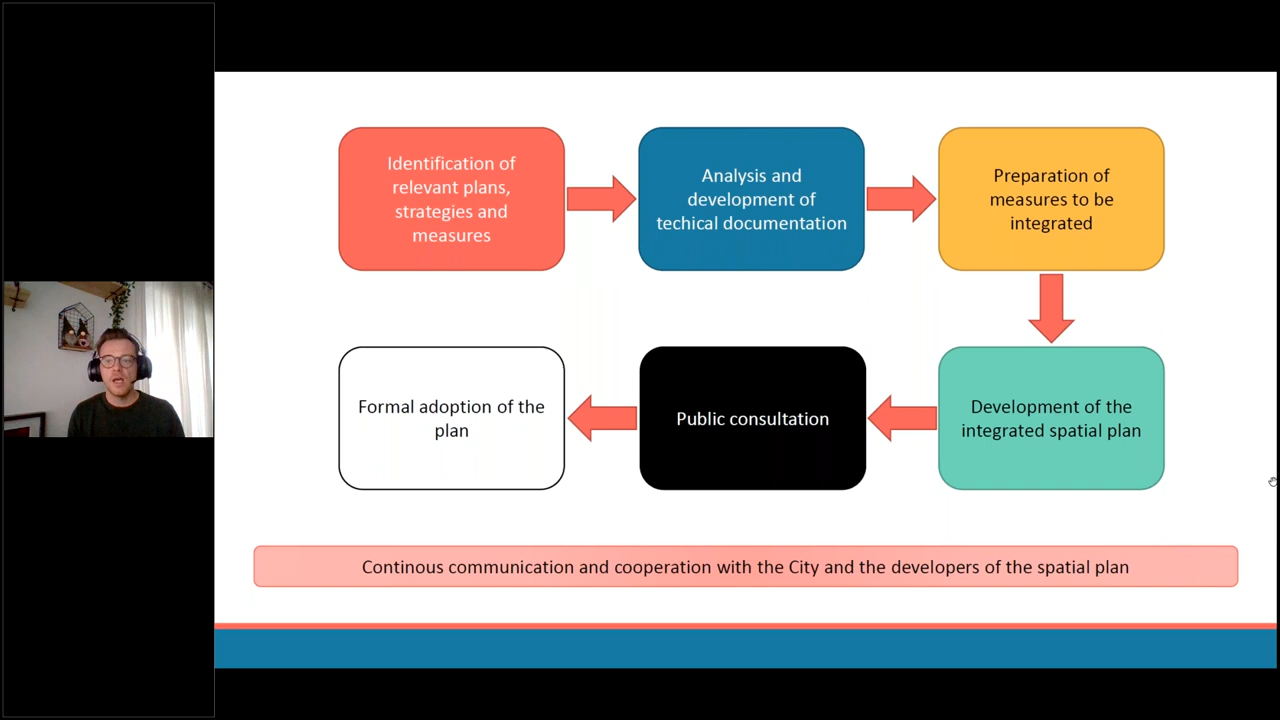 Identification of
relevant plans,
strategies and
measures
Analysis and
development of
techical documentation
Preparation of
measures to be
integrated
Development of the
integrated spatial plan
Public consultation
Formal adoption of the
plan
Continous communication and cooperation with the City and the developers of the spatial plan